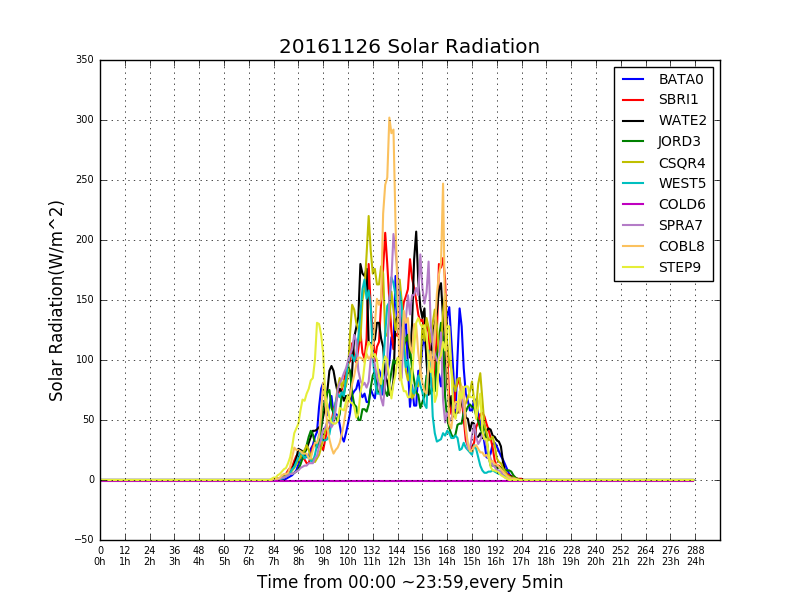 20161126 Solar Radiation
350
300
250
200
150
100
50
0
−50
Solar Radiation(W/m^2)
BATA0
SBRI1
WATE2
JORD3
CSQR4
WEST5
COLD6
SPRA7
COBL8
STEP9
0 12 24 36 48 60 72 84 96 108 120 132 144 156 168 180 192 204 216 228 240 252 264 276 288
0h 1h 2h 3h 4h 5h 6h 7h 8h 9h 10h 11h 12h 13h 14h 15h 16h 17h 18h 19h 20h 21h 22h 23h 24h
Time from 00:00 ~23:59,every 5min